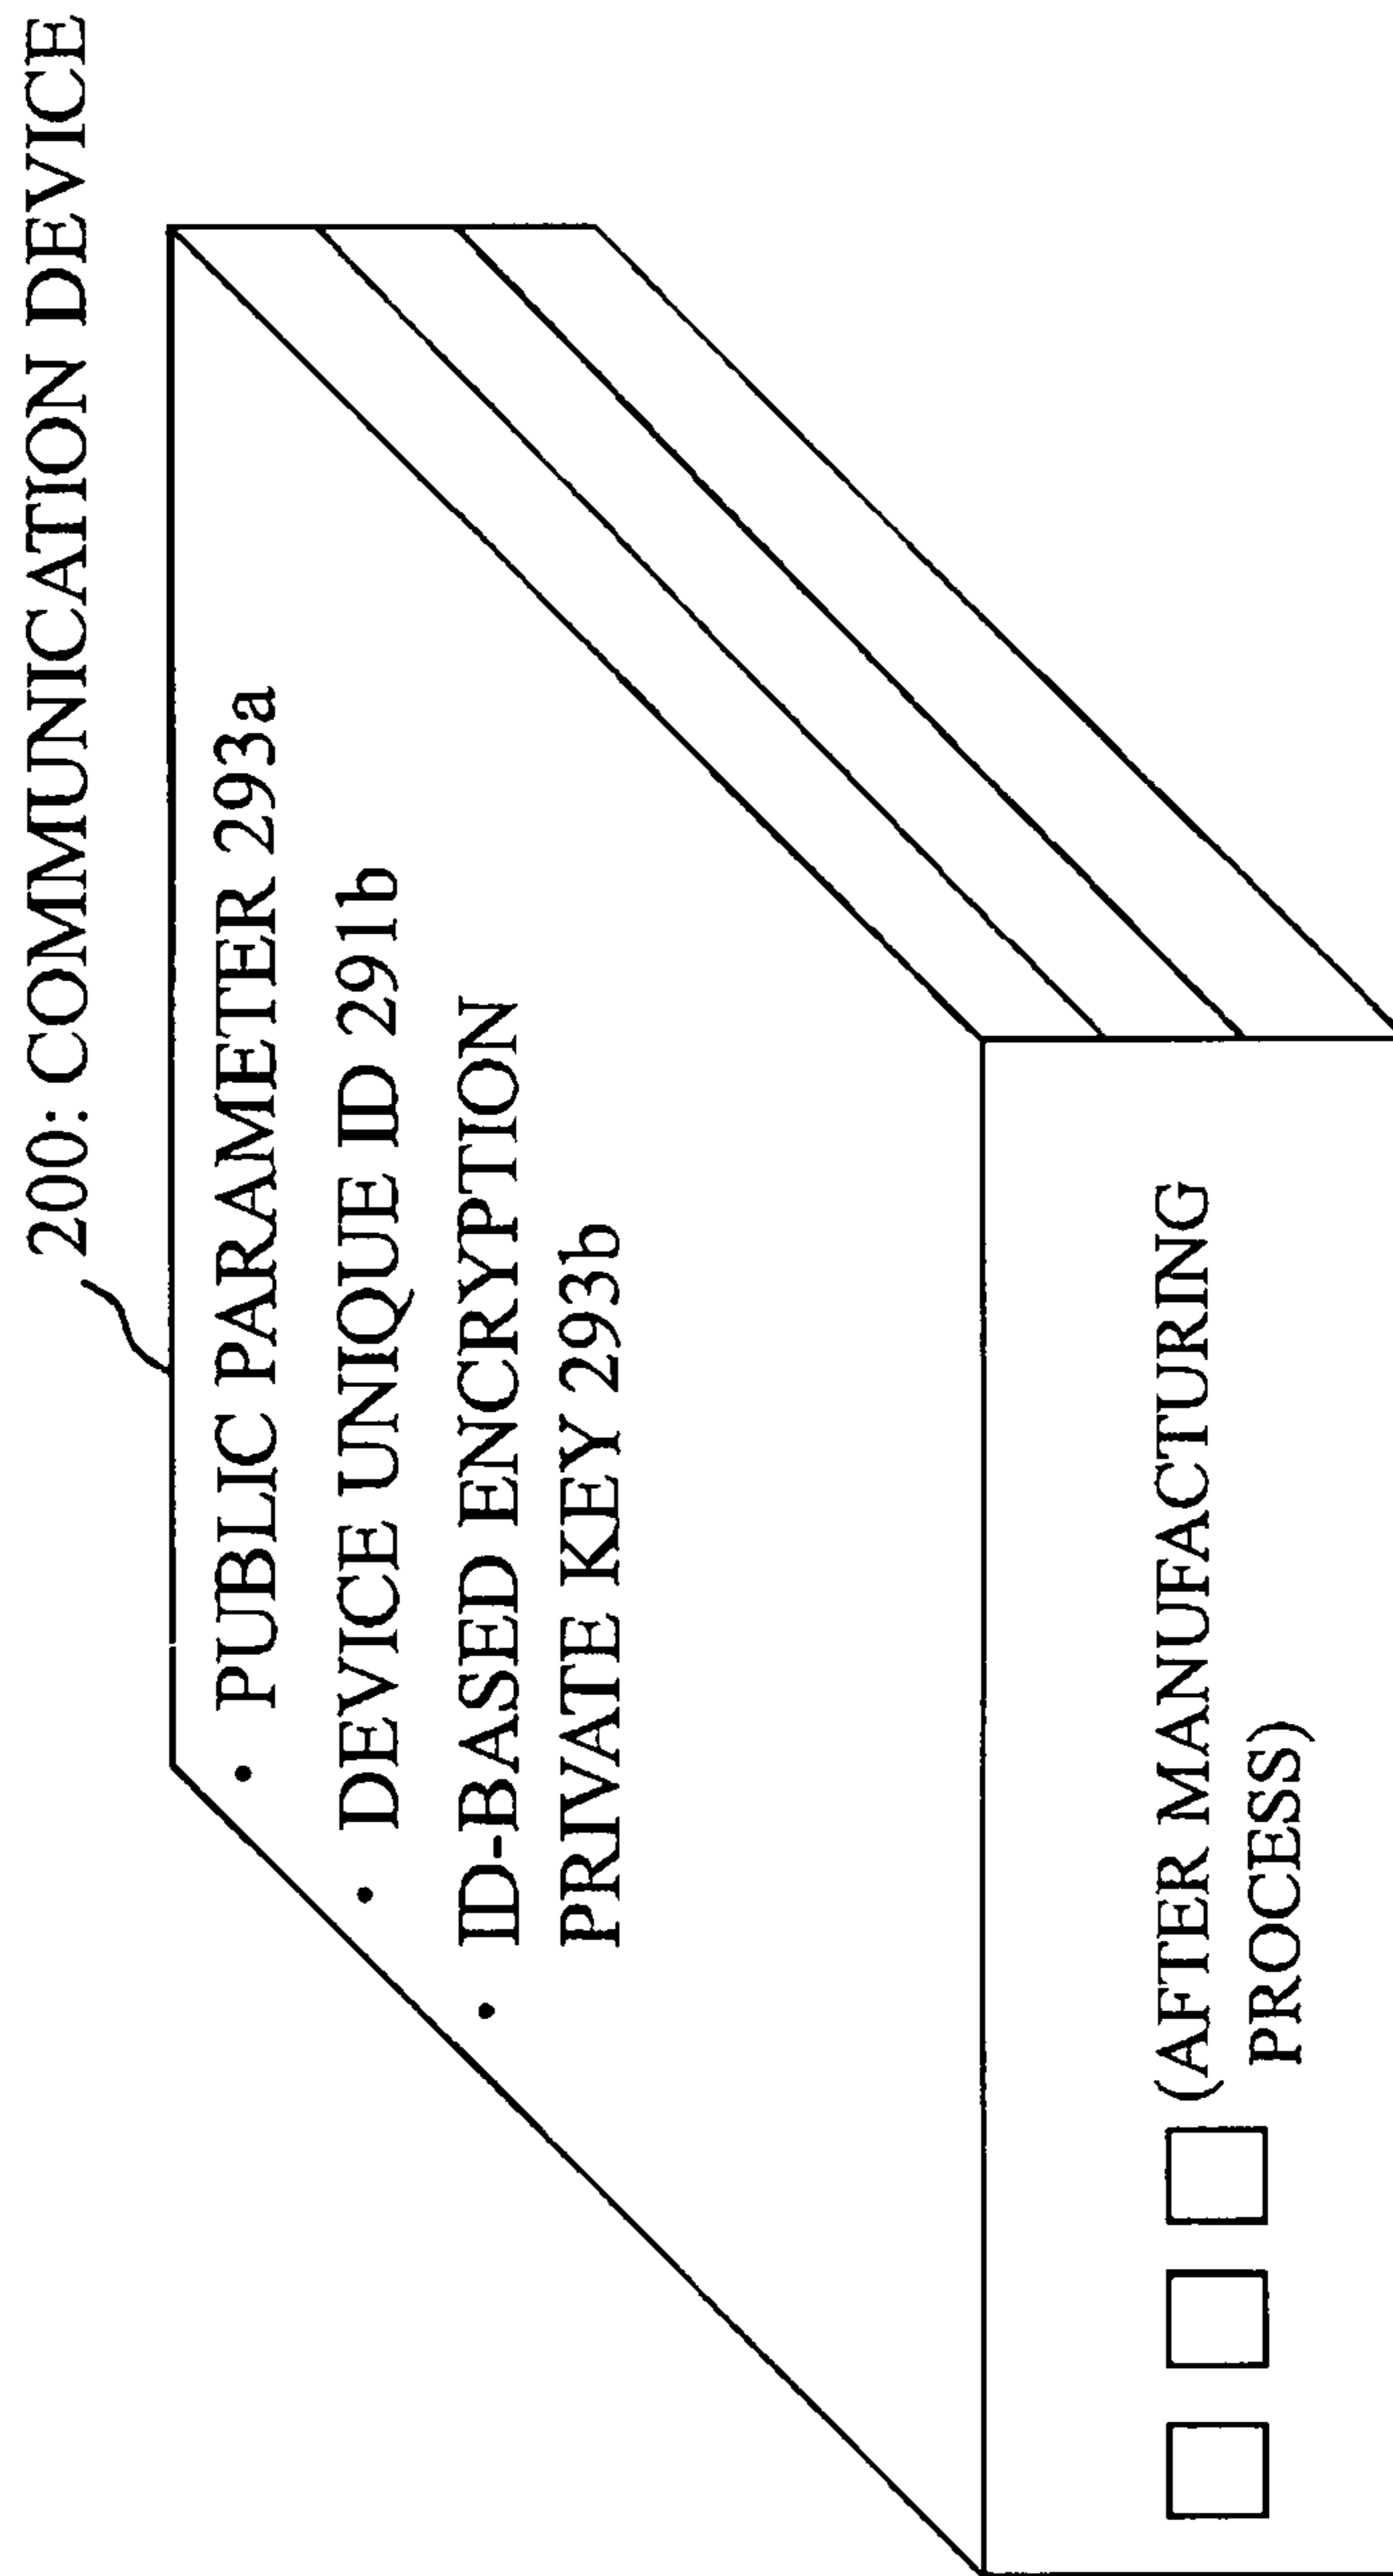 200: COMMUNICATION DEVICE
• PUBLIC PARAMETER 293a
• DEVICE UNIQUE ID 291b
• ID-BASED ENCRYPTION
PRIVATE KEY 293b
(AFTER MANUFACTURING
PROCESS)